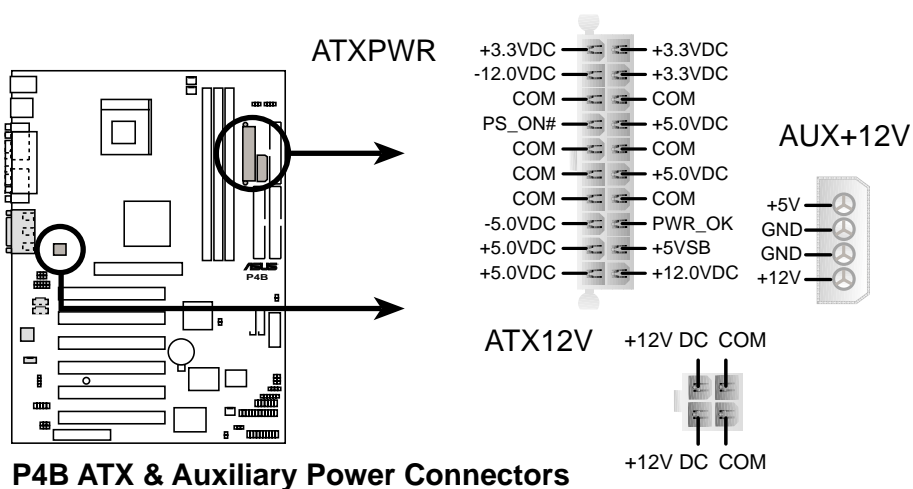 ATXPWR
+3.3VDC +3.3VDC
-12.0VDC +3.3VDC
COM COM
PS_ON# +5.0VDC
COM COM
COM +5.0VDC
COM COM
-5.0VDC PWR_OK
+5.0VDC +5VSB
+5.0VDC +12.0VDC
AUX+12V
+5V
GND
GND
+12V
ASUS
P4B
ATX12V
+12V DC COM
+12V DC COM
P4B ATX & Auxiliary Power Connectors